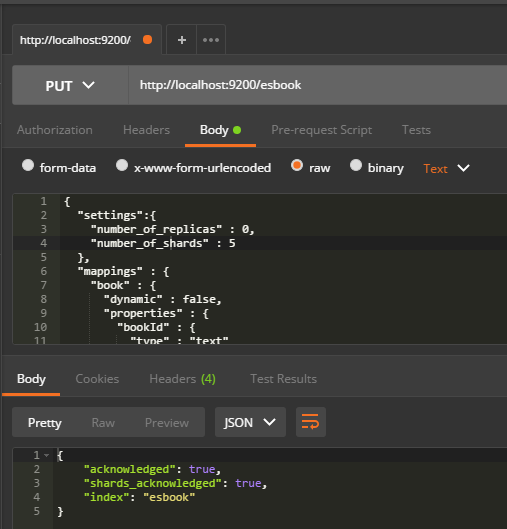 http://localhost:9200/
+
•••
PUT http://localhost:9200/esbook
Authorization Headers Body Pre-request Script Tests
form-data x-www-form-urlencoded raw binary Text
1 {
2 "settings":{
3 "number_of_replicas" : 0,
4 "number_of_shards" : 5
5 },
6 "mappings" : {
7 "book" : {
8 "dynamic" : false,
9 "properties" : {
10 "bookId" : {
11 "type" : "text"
Body Cookies Headers (4) Test Results
Pretty Raw Preview JSON
1 {
2 "acknowledged": true,
3 "shards_acknowledged": true,
4 "index": "esbook"
5 }